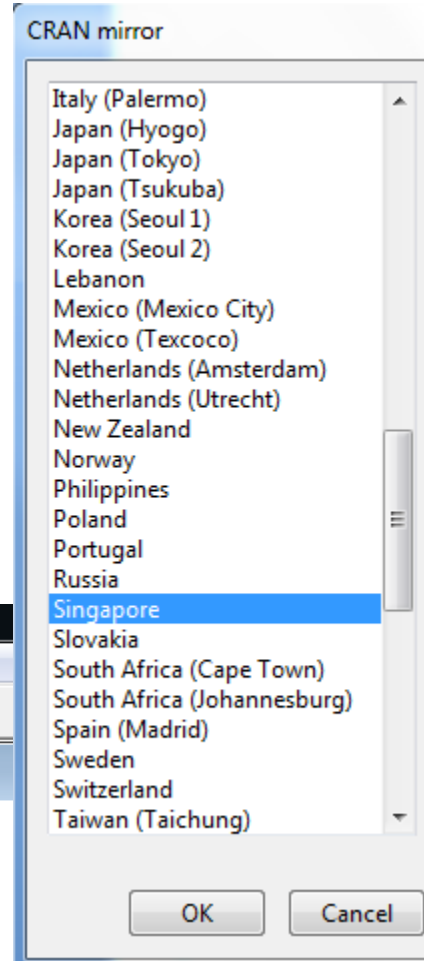 CRAN mirror
Italy (Palermo)
Japan (Hyogo)
Japan (Tokyo)
Japan (Tsukuba)
Korea (Seoul 1)
Korea (Seoul 2)
Lebanon
Mexico (Mexico City)
Mexico (Texcoco)
Netherlands (Amsterdam)
Netherlands (Utrecht)
New Zealand
Norway
Philippines
Poland
Portugal
Russia
Singapore
Slovakia
South Africa (Cape Town)
South Africa (Johannesburg)
Spain (Madrid)
Sweden
Switzerland
Taiwan (Taichung)
OK Cancel